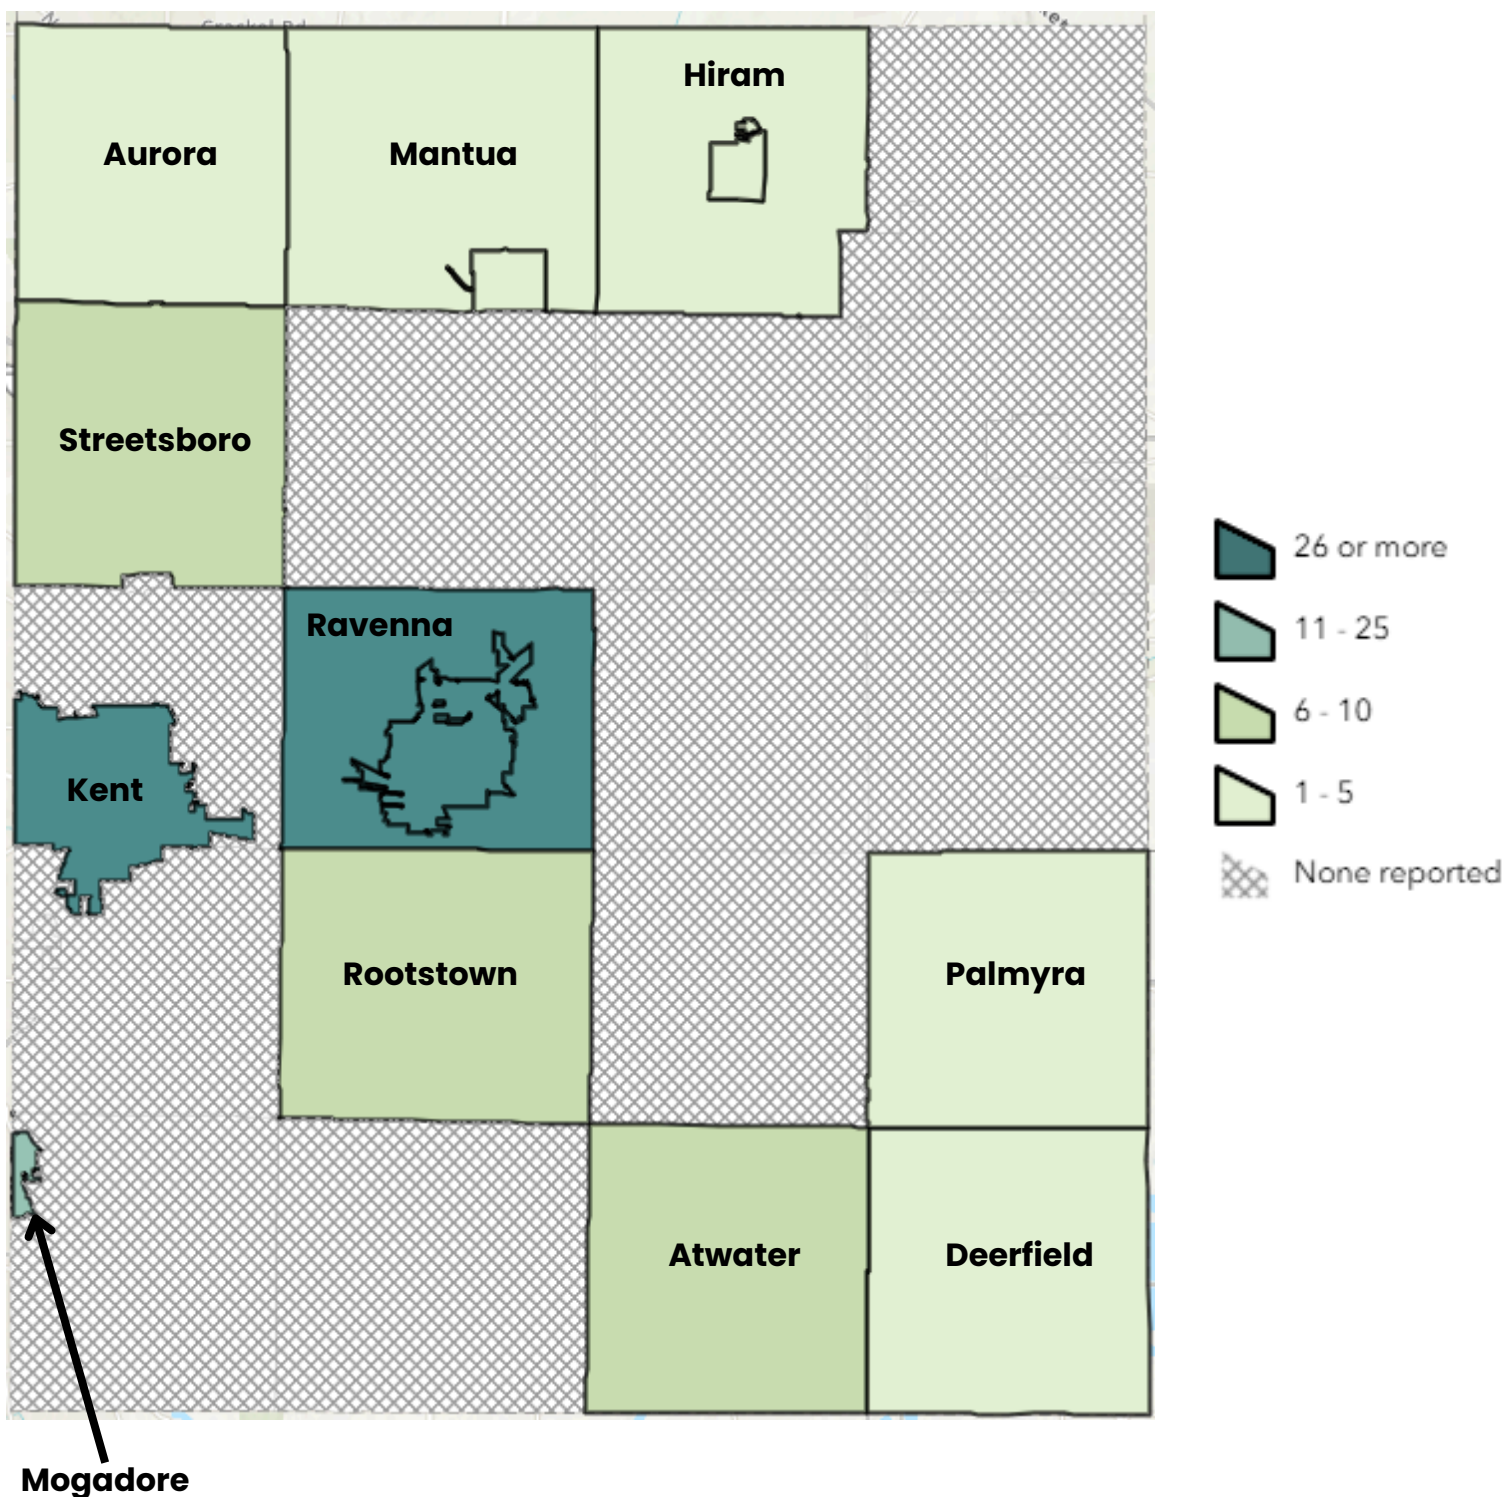 Hiram
Aurora
Mantua
Streetsboro
Ravenna
Kent
Rootstown
Palmyra
Atwater
Deerfield
Mogadore
26 or more
11 - 25
6 - 10
1 - 5
None reported